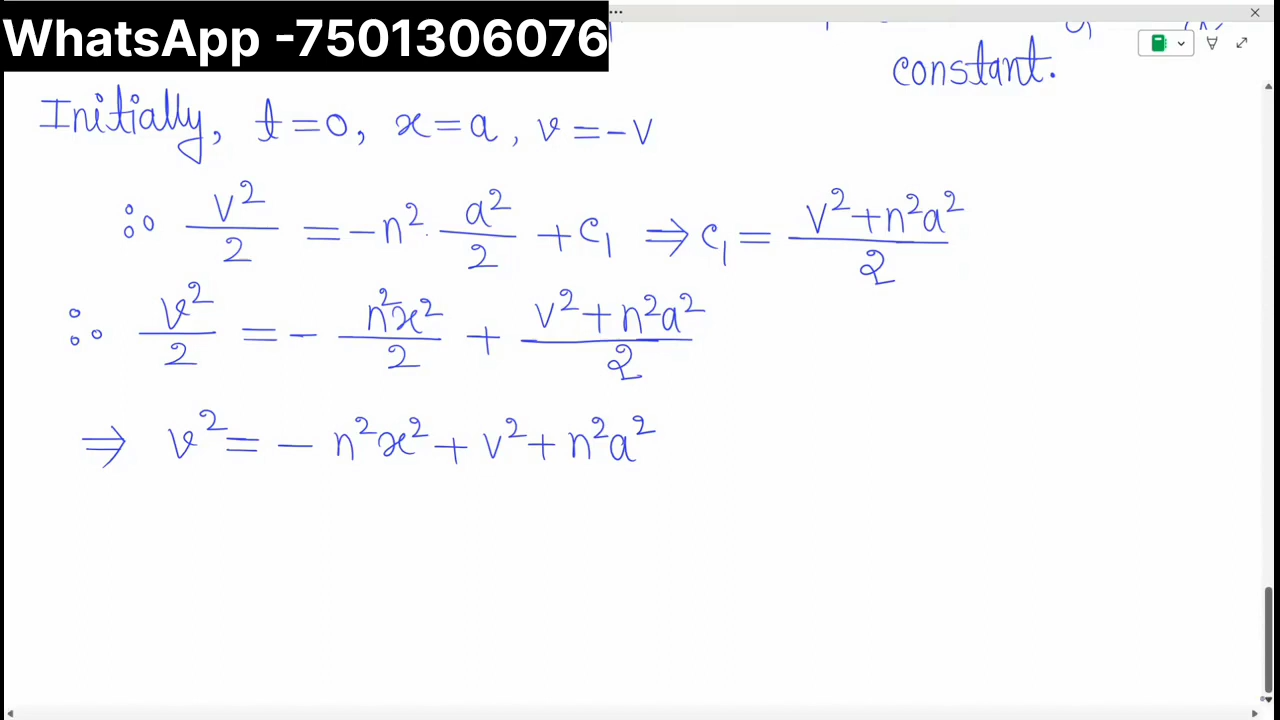 WhatsApp -7501306076
constant.
Initially, t=0, x=a, v=-V
∴ V²/2 = -n². a²/2 + C₁ ⇒ C₁ = (V²+n²a²)/2
∴ v²/2 = - n²x²/2 + (V²+n²a²)/2
⇒ v² = - n²x² + V² + n²a²